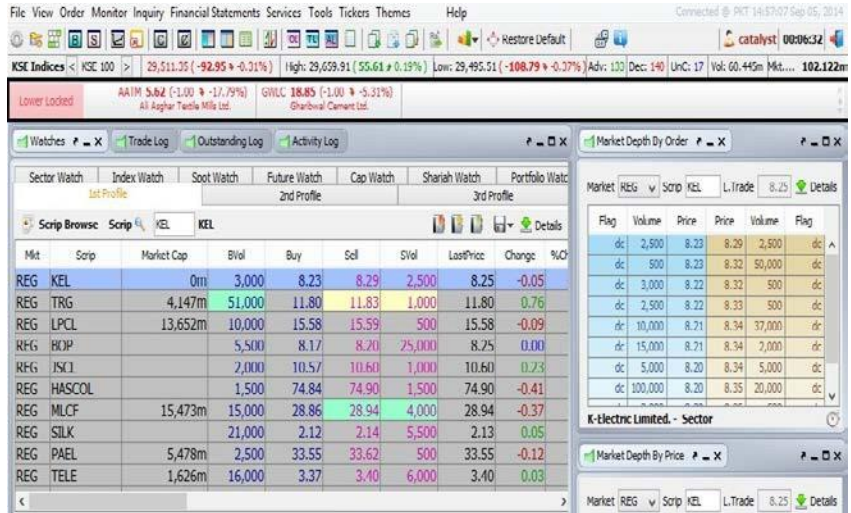 File View Order Monitor Inquiry Financial Statements Services Tools Tickers Themes Help Connected @ PKT 14:57:07 Sep 05, 2014
B S C TL AL Restore Default catalyst 00:06:32
KSE Indices < KSE 100 > 29,511.35 (-92.95 -0.31%) High: 29,659.91 (55.61 0.19%) Low: 29,495.51 (-108.79 -0.37%) Adv: 133 Dec: 140 UnC: 17 Vol: 60.445m Mkt.... 102.122m
Lower Locked AATM 5.62 (-1.00 -17.79%) GWLC 18.85 (-1.00 -5.31%)
Ali Asghar Textile Mills Ltd. Gharibwal Cement Ltd.
Watches Trade Log Outstanding Log Activity Log Market Depth By Order
Sector Watch Index Watch Spot Watch Future Watch Cap Watch Shariah Watch Portfolio Watc
1st Profile 2nd Profile 3rd Profile
Market REG Scrip KEL L.Trade 8.25 Details
Scrip Browse Scrip KEL KEL Details
Flag Volume Price Price Volume Flag
Mkt Scrip Market Cap BVol Buy Sell SVol LastPrice Change %Ch
REG KEL 0m 3,000 8.23 8.29 2,500 8.25 -0.05
REG TRG 4,147m 51,000 11.80 11.83 1,000 11.80 0.76
REG LPCL 13,652m 10,000 15.58 15.59 500 15.58 -0.09
REG BOP 5,500 8.17 8.20 25,000 8.25 0.00
REG JSCL 2,000 10.57 10.60 1,000 10.60 0.23
REG HASCOL 1,500 74.84 74.90 1,500 74.90 -0.41
REG MLCF 15,473m 15,000 28.86 28.94 4,000 28.94 -0.37
REG SILK 21,000 2.12 2.14 5,500 2.13 0.05
REG PAEL 5,478m 2,500 33.55 33.62 500 33.55 -0.12
REG TELE 1,626m 16,000 3.37 3.40 6,000 3.40 0.03
dc 2,500 8.23 8.29 2,500 dc
dc 500 8.23 8.32 50,000 dc
dc 3,000 8.22 8.32 500 dc
dc 2,500 8.22 8.33 500 dc
dc 10,000 8.21 8.34 37,000 dc
dc 15,000 8.21 8.34 2,000 dc
dc 5,000 8.20 8.34 5,000 dc
dc 100,000 8.20 8.35 20,000 dc
K-Electric Limited. - Sector
Market Depth By Price
Market REG Scrip KEL L.Trade 8.25 Details